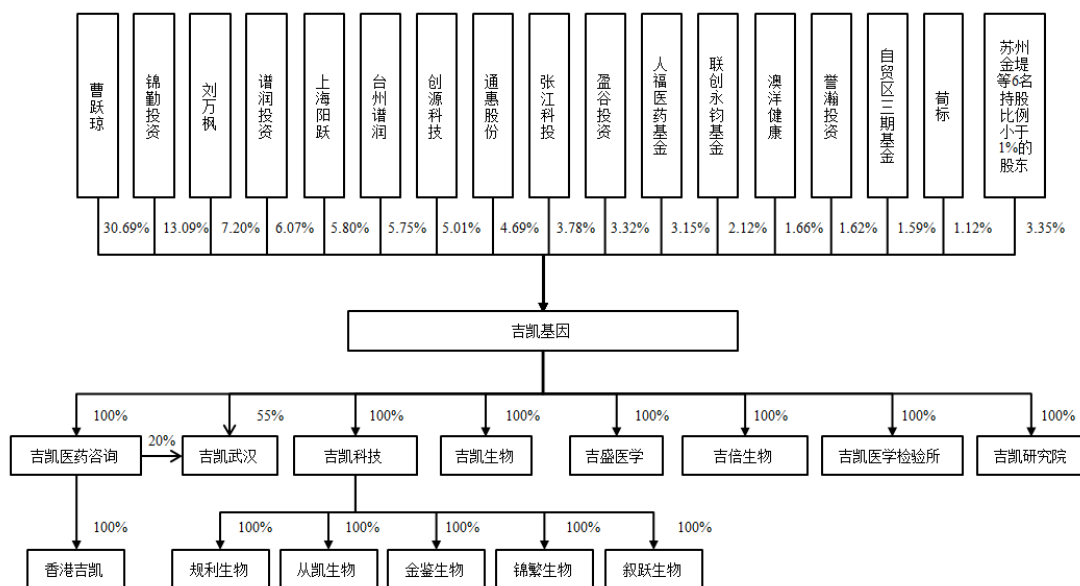 曹跃琼
锦勤投资
刘万枫
谱润投资
上海阳跃
台州谱润
创源科技
通惠股份
张江科投
盈谷投资
人福医药基金
联创永钧基金
澳洋健康
誉瀚投资
自贸区三期基金
荀标
苏州
金堤
等6名
持股
比例
小于
1%的
股东
30.69%
13.09%
7.20%
6.07%
5.80%
5.75%
5.01%
4.69%
3.78%
3.32%
3.15%
2.12%
1.66%
1.62%
1.59%
1.12%
3.35%
吉凯基因
100%
55%
100%
100%
100%
100%
100%
100%
20%
吉凯医药咨询
吉凯武汉
吉凯科技
吉凯生物
吉盛医学
吉倍生物
吉凯医学检验所
吉凯研究院
100%
100%
100%
100%
100%
100%
香港吉凯
规利生物
从凯生物
金鉴生物
锦繁生物
叙跃生物